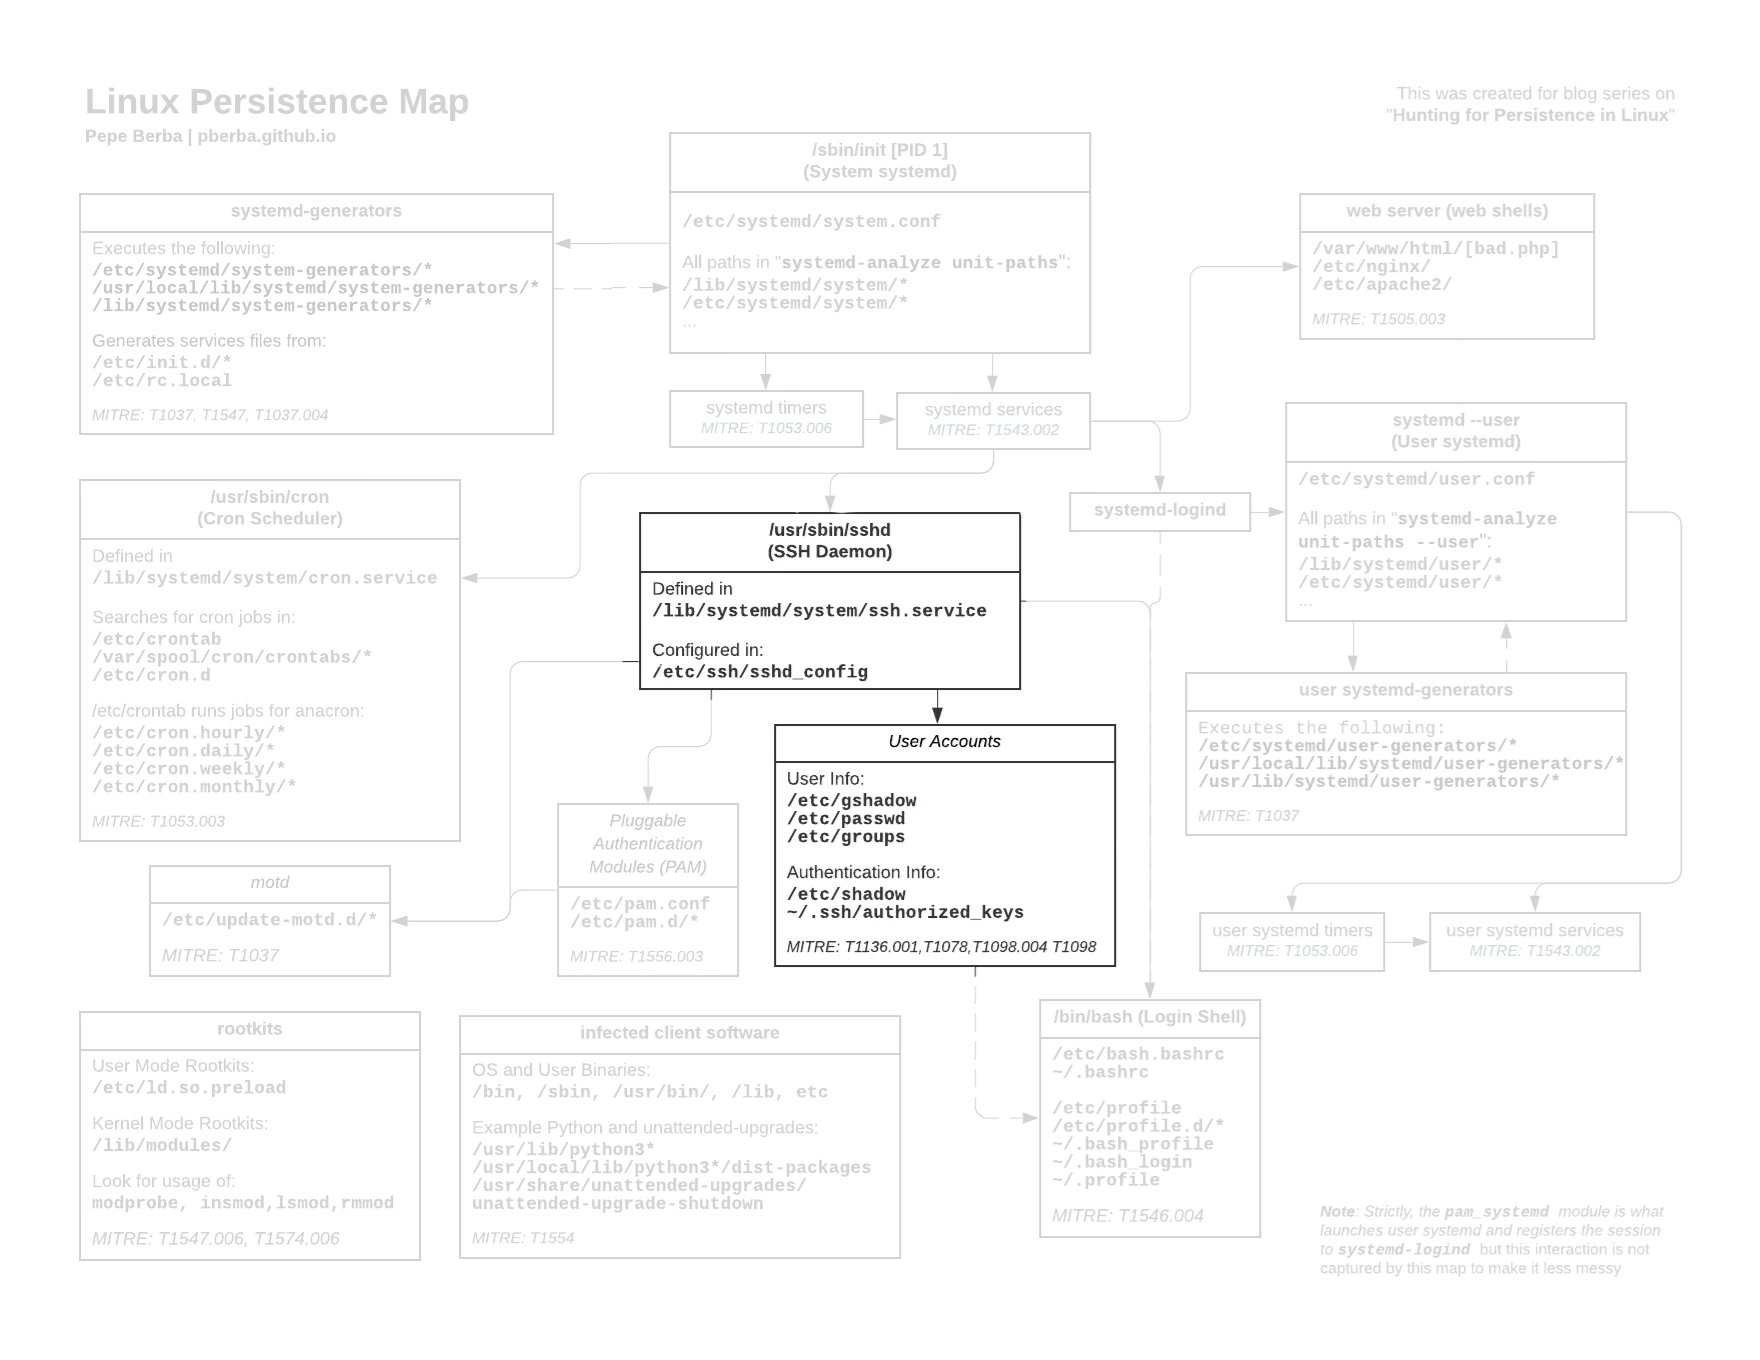 Linux Persistence Map
Pepe Berba | pberba.github.io
This was created for blog series on
"Hunting for Persistence in Linux"
/sbin/init [PID 1]
(System systemd)
/etc/systemd/system.conf
All paths in "systemd-analyze unit-paths":
/lib/systemd/system/*
/etc/systemd/system/*
...
systemd-generators
Executes the following:
/etc/systemd/system-generators/*
/usr/local/lib/systemd/system-generators/*
/lib/systemd/system-generators/*
Generates services files from:
/etc/init.d/*
/etc/rc.local
MITRE: T1037, T1547, T1037.004
web server (web shells)
/var/www/html/[bad.php]
/etc/nginx/
/etc/apache2/
MITRE: T1505.003
systemd timers
MITRE: T1053.006
systemd services
MITRE: T1543.002
systemd --user
(User systemd)
/etc/systemd/user.conf
All paths in "systemd-analyze
unit-paths --user":
/lib/systemd/user/*
/etc/systemd/user/*
...
/usr/sbin/cron
(Cron Scheduler)
Defined in
/lib/systemd/system/cron.service
Searches for cron jobs in:
/etc/crontab
/var/spool/cron/crontabs/*
/etc/cron.d
/etc/crontab runs jobs for anacron:
/etc/cron.hourly/*
/etc/cron.daily/*
/etc/cron.weekly/*
/etc/cron.monthly/*
MITRE: T1053.003
/usr/sbin/sshd
(SSH Daemon)
Defined in
/lib/systemd/system/ssh.service
Configured in:
/etc/ssh/sshd_config
systemd-logind
user systemd-generators
Executes the following:
/etc/systemd/user-generators/*
/usr/local/lib/systemd/user-generators/*
/usr/lib/systemd/user-generators/*
MITRE: T1037
User Accounts
User Info:
/etc/gshadow
/etc/passwd
/etc/groups
Authentication Info:
/etc/shadow
~/.ssh/authorized_keys
MITRE: T1136.001,T1078,T1098.004 T1098
Pluggable
Authentication
Modules (PAM)
/etc/pam.conf
/etc/pam.d/*
MITRE: T1556.003
motd
/etc/update-motd.d/*
MITRE: T1037
user systemd timers
MITRE: T1053.006
user systemd services
MITRE: T1543.002
rootkits
User Mode Rootkits:
/etc/ld.so.preload
Kernel Mode Rootkits:
/lib/modules/
Look for usage of:
modprobe, insmod,lsmod,rmmod
MITRE: T1547.006, T1574.006
infected client software
OS and User Binaries:
/bin, /sbin, /usr/bin/, /lib, etc
Example Python and unattended-upgrades:
/usr/lib/python3*
/usr/local/lib/python3*/dist-packages
/usr/share/unattended-upgrades/
unattended-upgrade-shutdown
MITRE: T1554
/bin/bash (Login Shell)
/etc/bash.bashrc
~/.bashrc
/etc/profile
/etc/profile.d/*
~/.bash_profile
~/.bash_login
~/.profile
MITRE: T1546.004
Note: Strictly, the pam_systemd module is what
launches user systemd and registers the session
to systemd-logind but this interaction is not
captured by this map to make it less messy